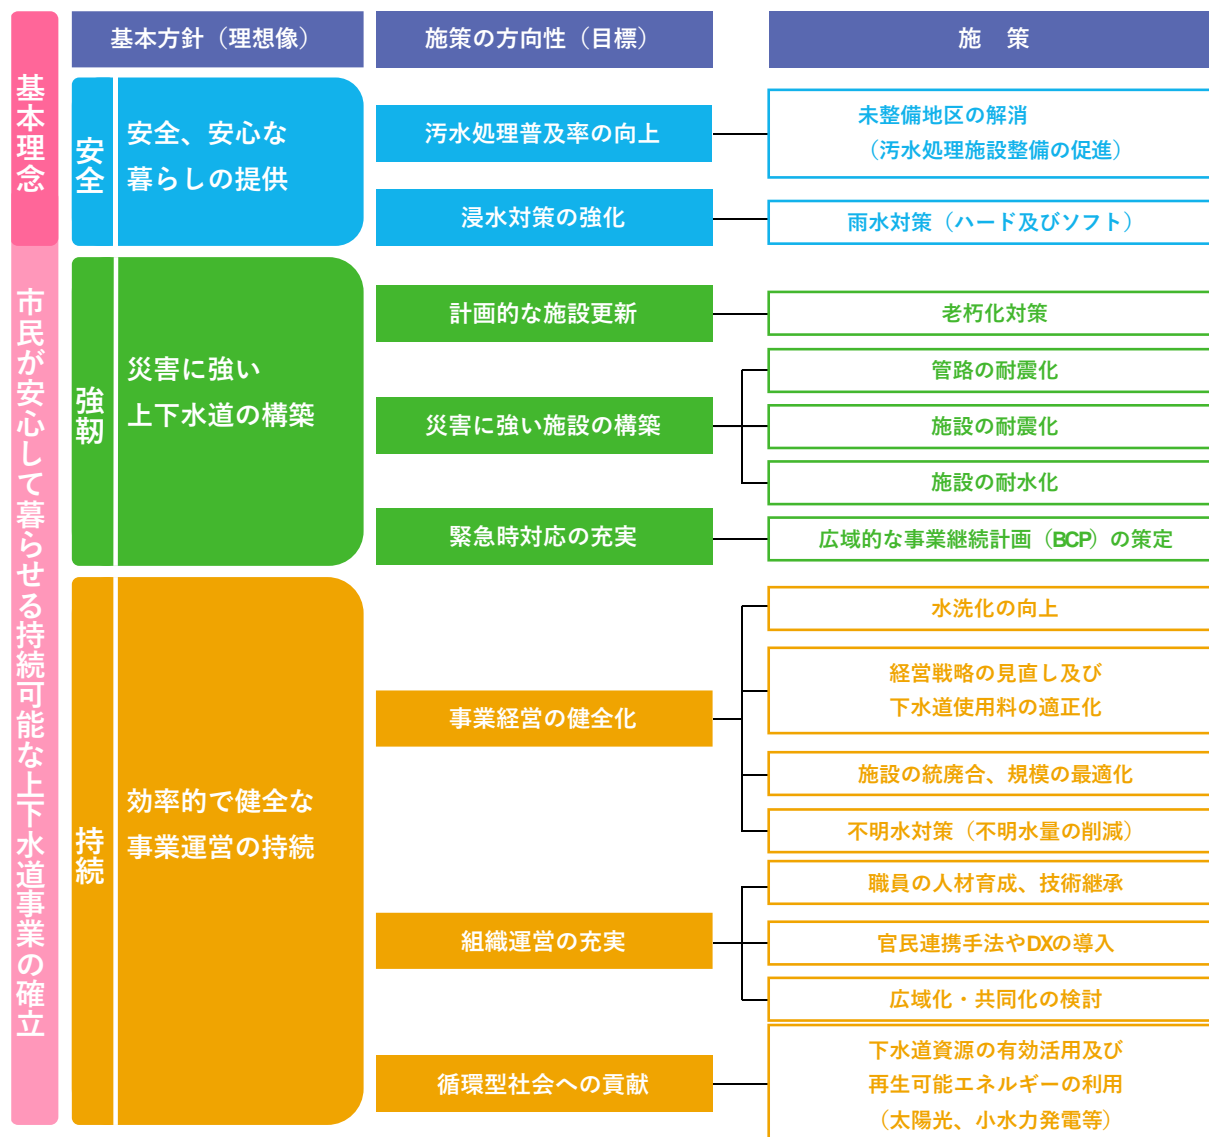 基本理念
市民が安心して暮らせる持続可能な上下水道事業の確立
基本方針（理想像）
施策の方向性（目標）
施　策
安全
安全、安心な
暮らしの提供
汚水処理普及率の向上
未整備地区の解消
（汚水処理施設整備の促進）
浸水対策の強化
雨水対策（ハード及びソフト）
強靭
災害に強い
上下水道の構築
計画的な施設更新
老朽化対策
災害に強い施設の構築
管路の耐震化
施設の耐震化
施設の耐水化
緊急時対応の充実
広域的な事業継続計画（BCP）の策定
持続
効率的で健全な
事業運営の持続
事業経営の健全化
水洗化の向上
経営戦略の見直し及び
下水道使用料の適正化
施設の統廃合、規模の最適化
不明水対策（不明水量の削減）
組織運営の充実
職員の人材育成、技術継承
官民連携手法やDXの導入
広域化・共同化の検討
循環型社会への貢献
下水道資源の有効活用及び
再生可能エネルギーの利用
（太陽光、小水力発電等）